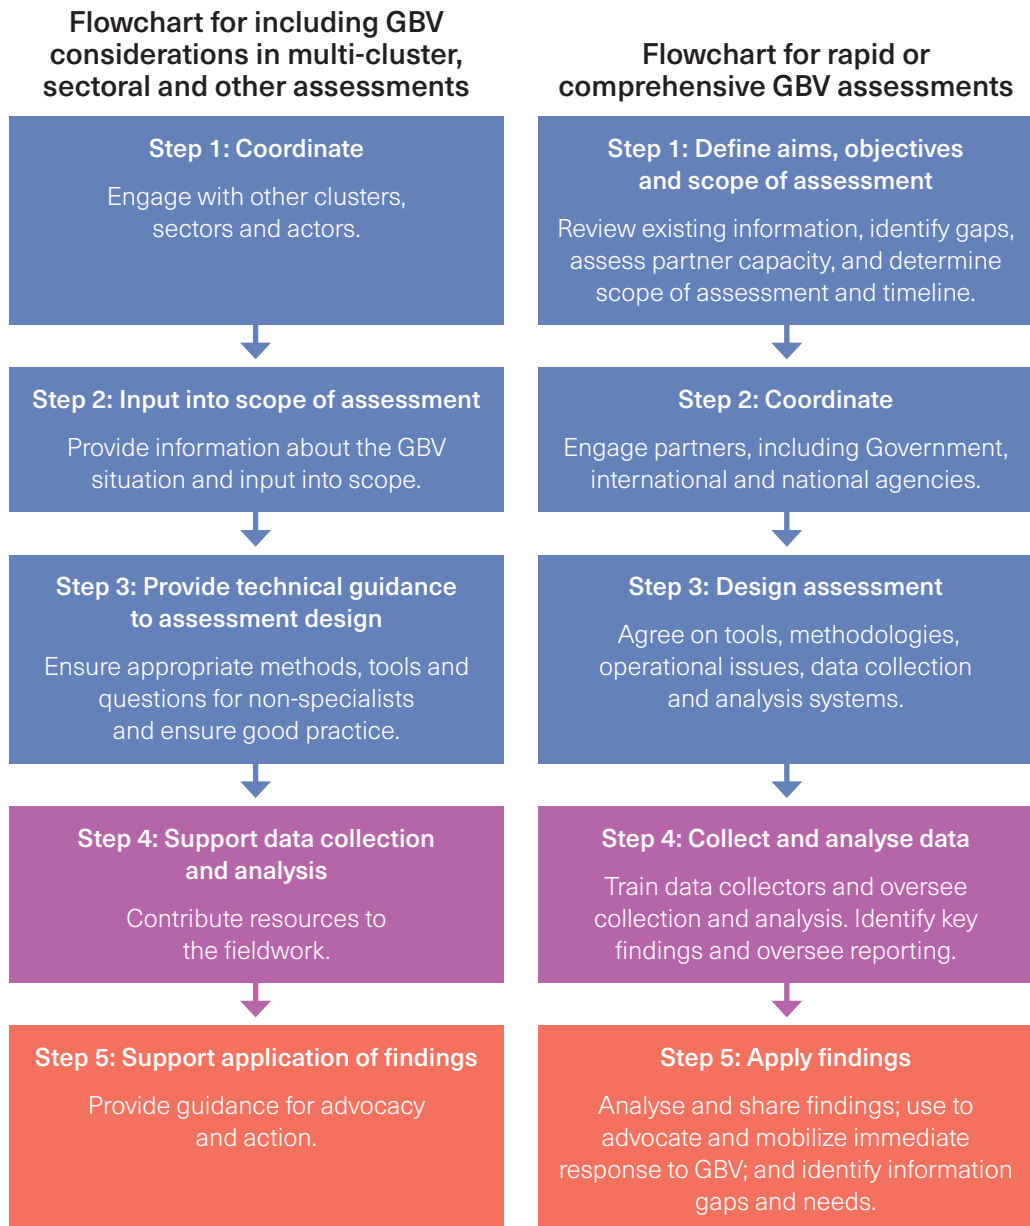 Flowchart for including GBV
considerations in multi-cluster,
sectoral and other assessments
Step 1: Coordinate
Engage with other clusters,
sectors and actors.
Step 2: Input into scope of assessment
Provide information about the GBV
situation and input into scope.
Step 3: Provide technical guidance
to assessment design
Ensure appropriate methods, tools and
questions for non-specialists
and ensure good practice.
Step 4: Support data collection
and analysis
Contribute resources to
the fieldwork.
Step 5: Support application of findings
Provide guidance for advocacy
and action.
Flowchart for rapid or
comprehensive GBV assessments
Step 1: Define aims, objectives
and scope of assessment
Review existing information, identify gaps,
assess partner capacity, and determine
scope of assessment and timeline.
Step 2: Coordinate
Engage partners, including Government,
international and national agencies.
Step 3: Design assessment
Agree on tools, methodologies,
operational issues, data collection
and analysis systems.
Step 4: Collect and analyse data
Train data collectors and oversee
collection and analysis. Identify key
findings and oversee reporting.
Step 5: Apply findings
Analyse and share findings; use to
advocate and mobilize immediate
response to GBV; and identify information
gaps and needs.